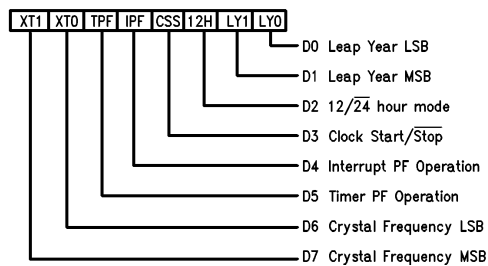 XT1 XT0 TPF IPF CSS 12H LY1 LY0
D0 Leap Year LSB
D1 Leap Year MSB
D2 12/24 hour mode
D3 Clock Start/Stop
D4 Interrupt PF Operation
D5 Timer PF Operation
D6 Crystal Frequency LSB
D7 Crystal Frequency MSB